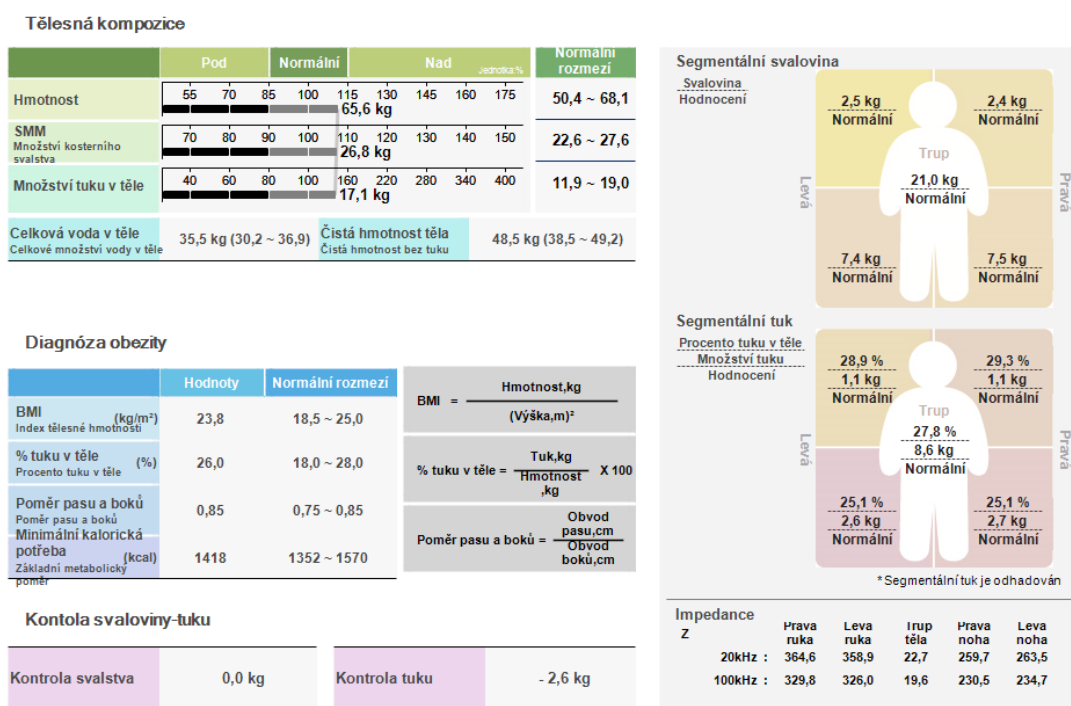 Tělesná kompozice
Pod Normální Nad Jednotka:% Normální rozmezí
Hmotnost 55 70 85 100 115 130 145 160 175 50,4 ~ 68,1
65,6 kg
SMM 70 80 90 100 110 120 130 140 150 22,6 ~ 27,6
Množství kosterního svalstva
26,8 kg
Množství tuku v těle 40 60 80 100 160 220 280 340 400 11,9 ~ 19,0
17,1 kg
Celková voda v těle 35,5 kg (30,2 ~ 36,9) Čistá hmotnost těla 48,5 kg (38,5 ~ 49,2)
Celkové množství vody v těle Čistá hmotnost bez tuku
Diagnóza obezity
Hodnoty Normální rozmezí
BMI (kg/m²) 23,8 18,5 ~ 25,0
Index tělesné hmotnosti
% tuku v těle (%) 26,0 18,0 ~ 28,0
Procento tuku v těle
Poměr pasu a boků 0,85 0,75 ~ 0,85
Poměr pasu a boků
Minimální kalorická
potřeba (kcal) 1418 1352 ~ 1570
Základní metabolický
poměr
BMI = Hmotnost,kg
(Výška,m)²
% tuku v těle = Tuk,kg X 100
Hmotnost
,kg
Poměr pasu a boků = Obvod
pasu,cm
Obvod
boků,cm
Kontola svaloviny-tuku
Kontrola svalstva 0,0 kg Kontrola tuku - 2,6 kg
Segmentální svalovina
Svalovina
Hodnocení
2,5 kg 2,4 kg
Normální Normální
Trup
21,0 kg
Normální
Levá Pravá
7,4 kg 7,5 kg
Normální Normální
Segmentální tuk
Procento tuku v těle
Množství tuku
Hodnocení
28,9 % 29,3 %
1,1 kg 1,1 kg
Normální Normální
Trup
27,8 %
8,6 kg
Normální
Levá Pravá
25,1 % 25,1 %
2,6 kg 2,7 kg
Normální Normální
* Segmentální tuk je odhadován
Impedance
Z Prava ruka Leva ruka Trup těla Prava noha Leva noha
20kHz : 364,6 358,9 22,7 259,7 263,5
100kHz : 329,8 326,0 19,6 230,5 234,7